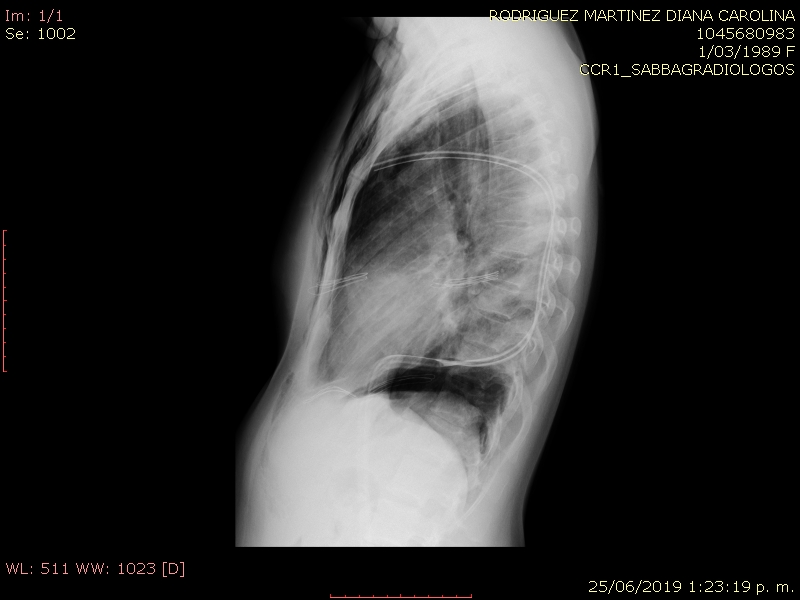 Im: 1/1
Se: 1002
RODRIGUEZ MARTINEZ DIANA CAROLINA
1045680983
1/03/1989 F
CCR1_SABBAGRADIOLOGOS
WL: 511 WW: 1023 [D]
25/06/2019 1:23:19 p. m.